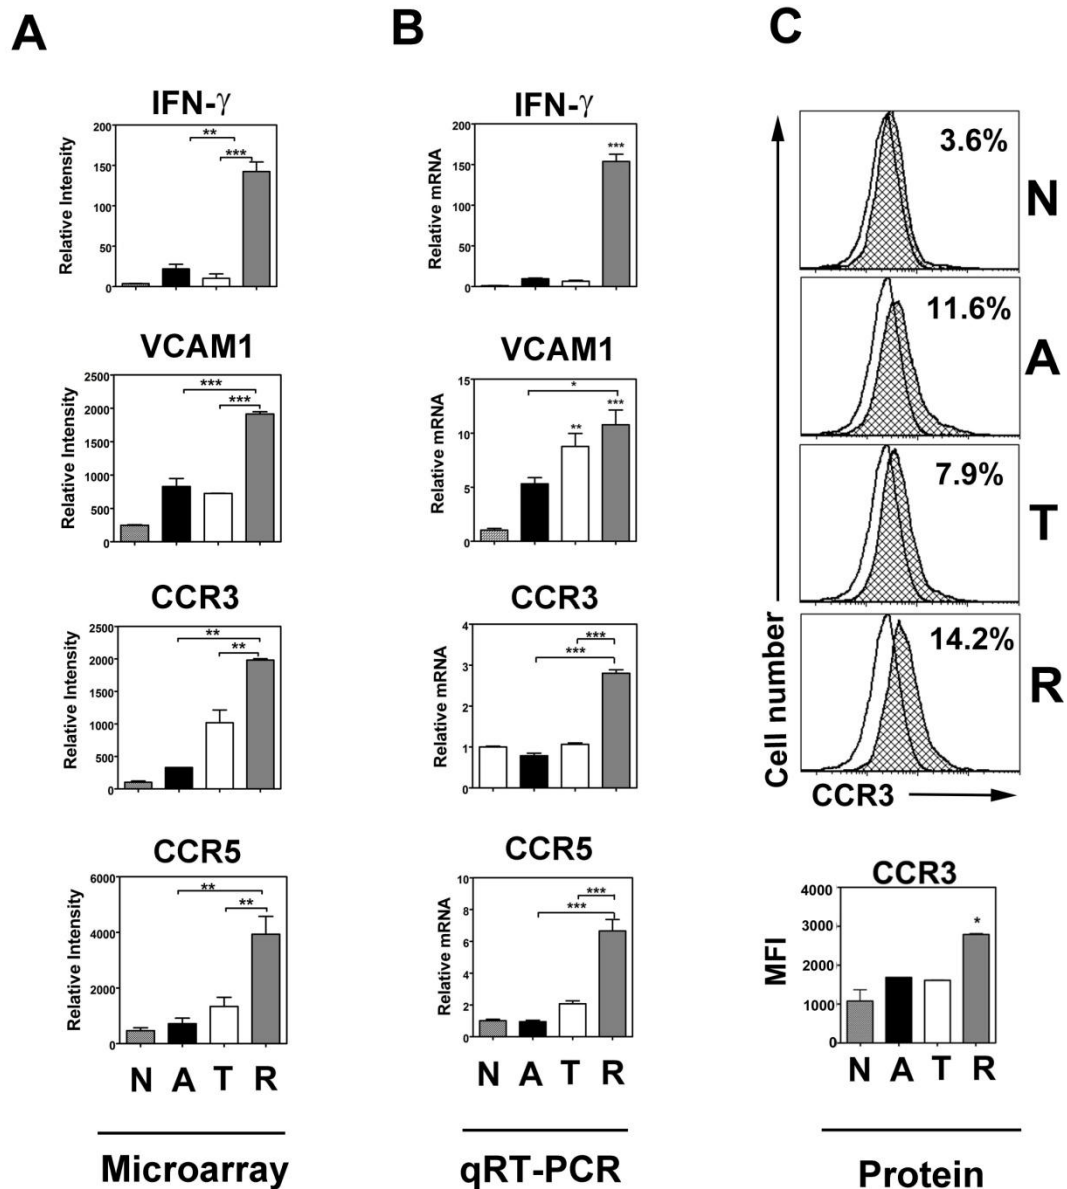 A
IFN-γ
Relative Intensity
200
150
100
50
0
**
***
VCAM1
Relative Intensity
2500
2000
1500
1000
500
0
***
***
CCR3
Relative Intensity
2500
2000
1500
1000
500
0
**
**
CCR5
Relative Intensity
6000
4000
2000
0
**
**
N A T R
Microarray
B
IFN-γ
Relative mRNA
200
150
100
50
0
***
VCAM1
Relative mRNA
15
10
5
0
*
***
**
CCR3
Relative mRNA
4
3
2
1
0
***
***
CCR5
Relative mRNA
10
8
6
4
2
0
***
***
N A T R
qRT-PCR
C
Cell number
3.6%
N
11.6%
A
7.9%
T
14.2%
R
CCR3
CCR3
MFI
4000
3000
2000
1000
0
*
N A T R
Protein